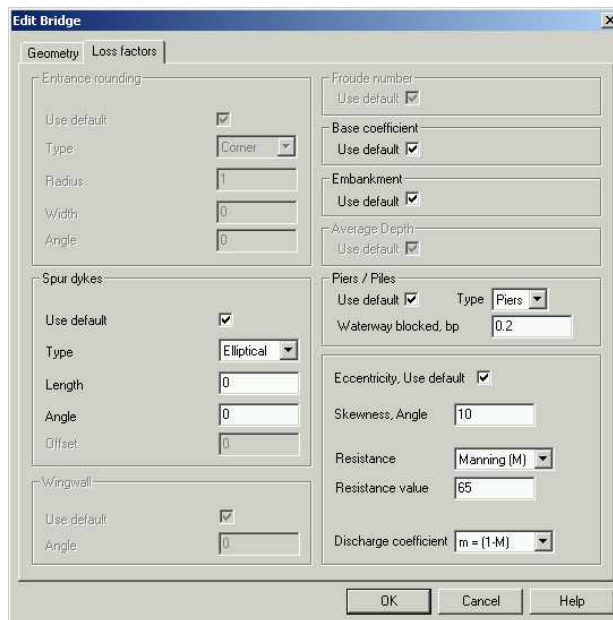 Edit Bridge
Geometry
Loss factors
Entrance rounding
Use default
Type
Corner
Radius
1
Width
0
Angle
0
Spur dykes
Use default
Type
Elliptical
Length
0
Angle
0
Offset
0
Wingwall
Use default
Angle
0
Froude number
Use default
Base coefficient
Use default
Embankment
Use default
Average Depth
Use default
Piers / Piles
Use default
Type
Piers
Waterway blocked, bp
0.2
Eccentricity, Use default
Skewness, Angle
10
Resistance
Manning (M)
Resistance value
65
Discharge coefficient
m = (1-M)
OK
Cancel
Help